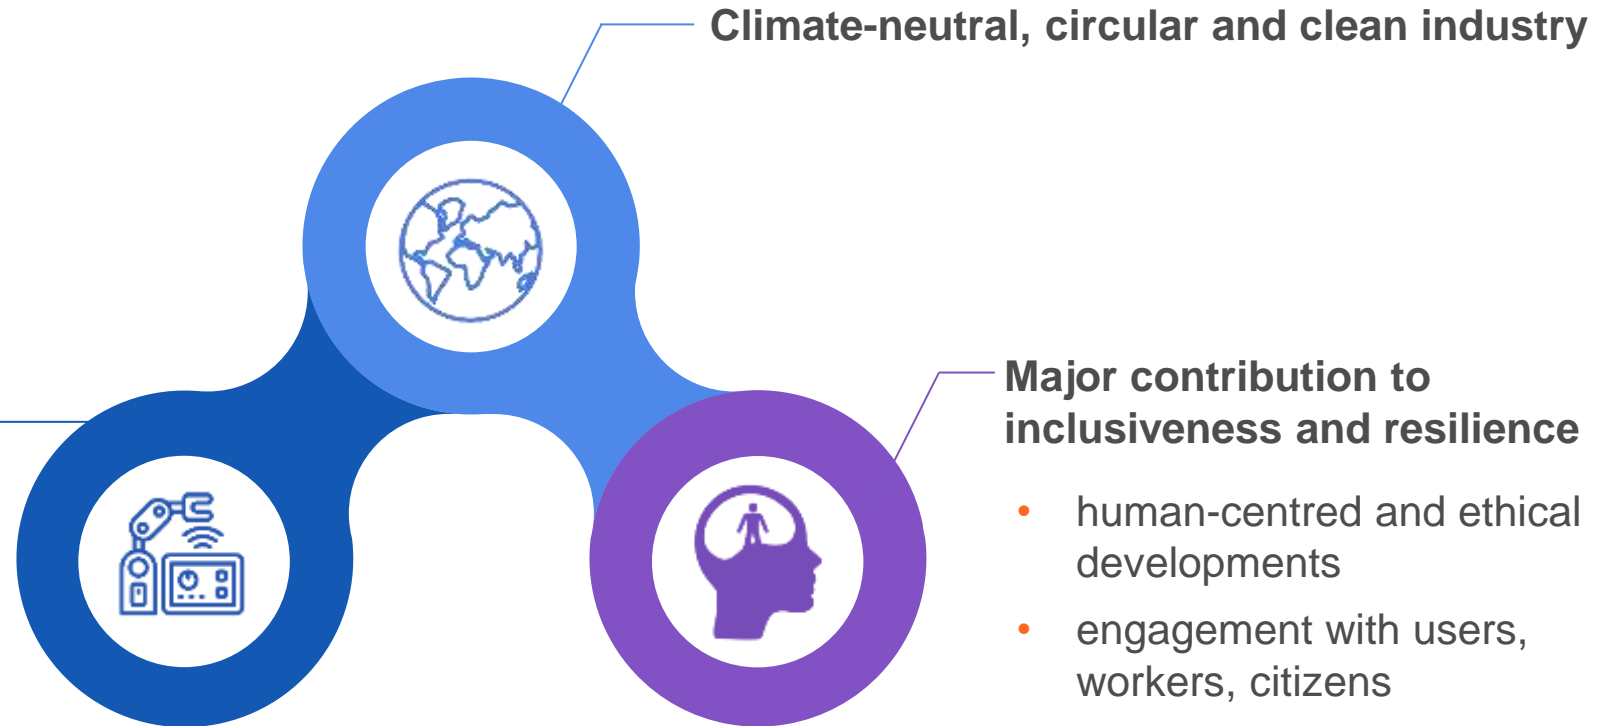 Climate-neutral, circular and clean industry
Major contribution to
inclusiveness and resilience
• human-centred and ethical
developments
• engagement with users,
workers, citizens